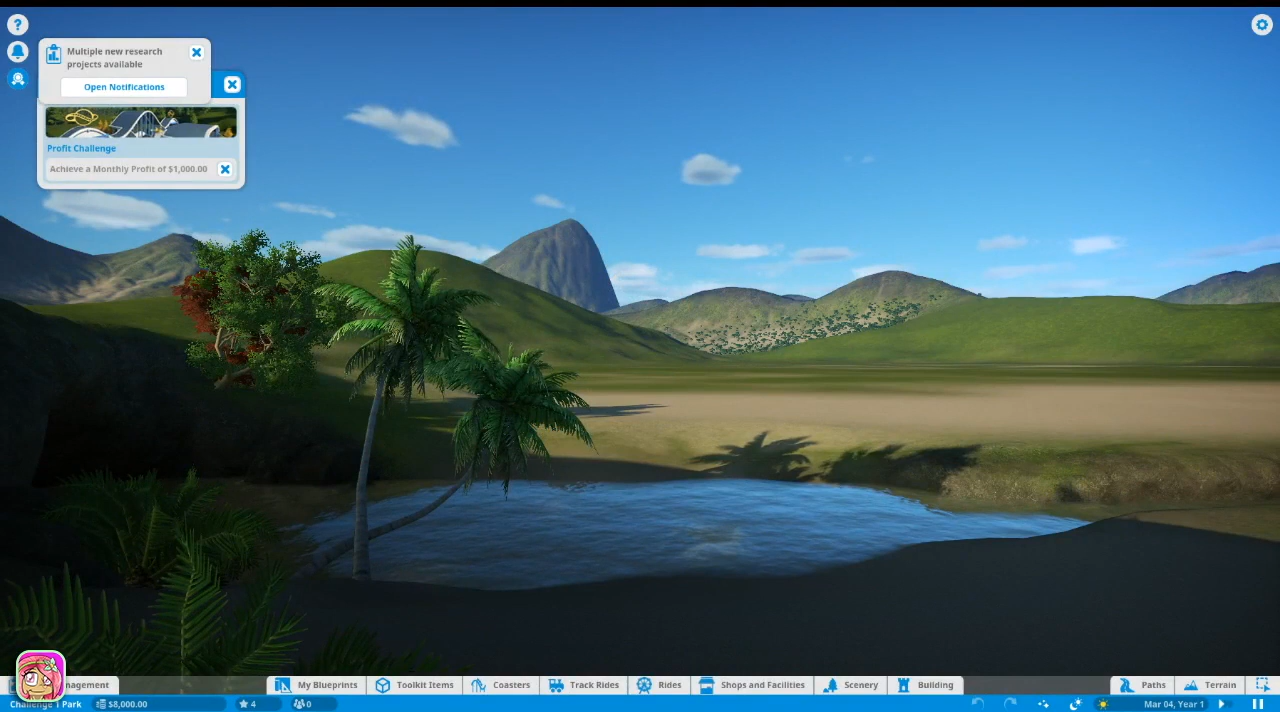 ?
Multiple new research
projects available
Open Notifications
Profit Challenge
Achieve a Monthly Profit of $1,000.00
My Blueprints
Toolkit Items
Coasters
Track Rides
Rides
Shops and Facilities
Scenery
Building
Paths
Terrain
$8,000.00
4
0
Mar 04, Year 1